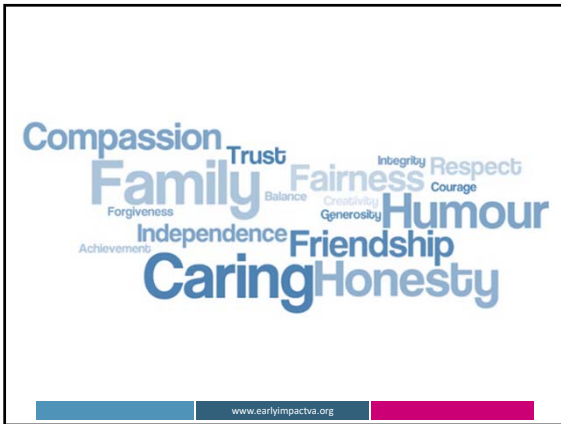 Compassion
Trust
Integrity
Respect
Family
Fairness
Courage
Balance
Creativity
Forgiveness
Generosity
Humour
Independence
Friendship
Achievement
Caring
Honesty
www.earlyimpactva.org